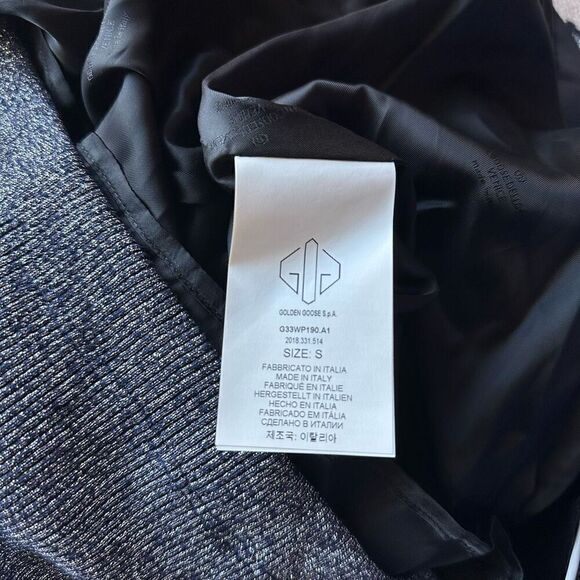 GOLDEN GOOSE S.p.A.
G33WP190.A1
2018.331.514
SIZE: S
FABBRICATO IN ITALIA
MADE IN ITALY
FABRIQUÉ EN ITALIE
HERGESTELLT IN ITALIEN
HECHO EN ITALIA
FABRICADO EM ITÁLIA
СДЕЛАНО В ИТАЛИИ
제조국: 이탈리아